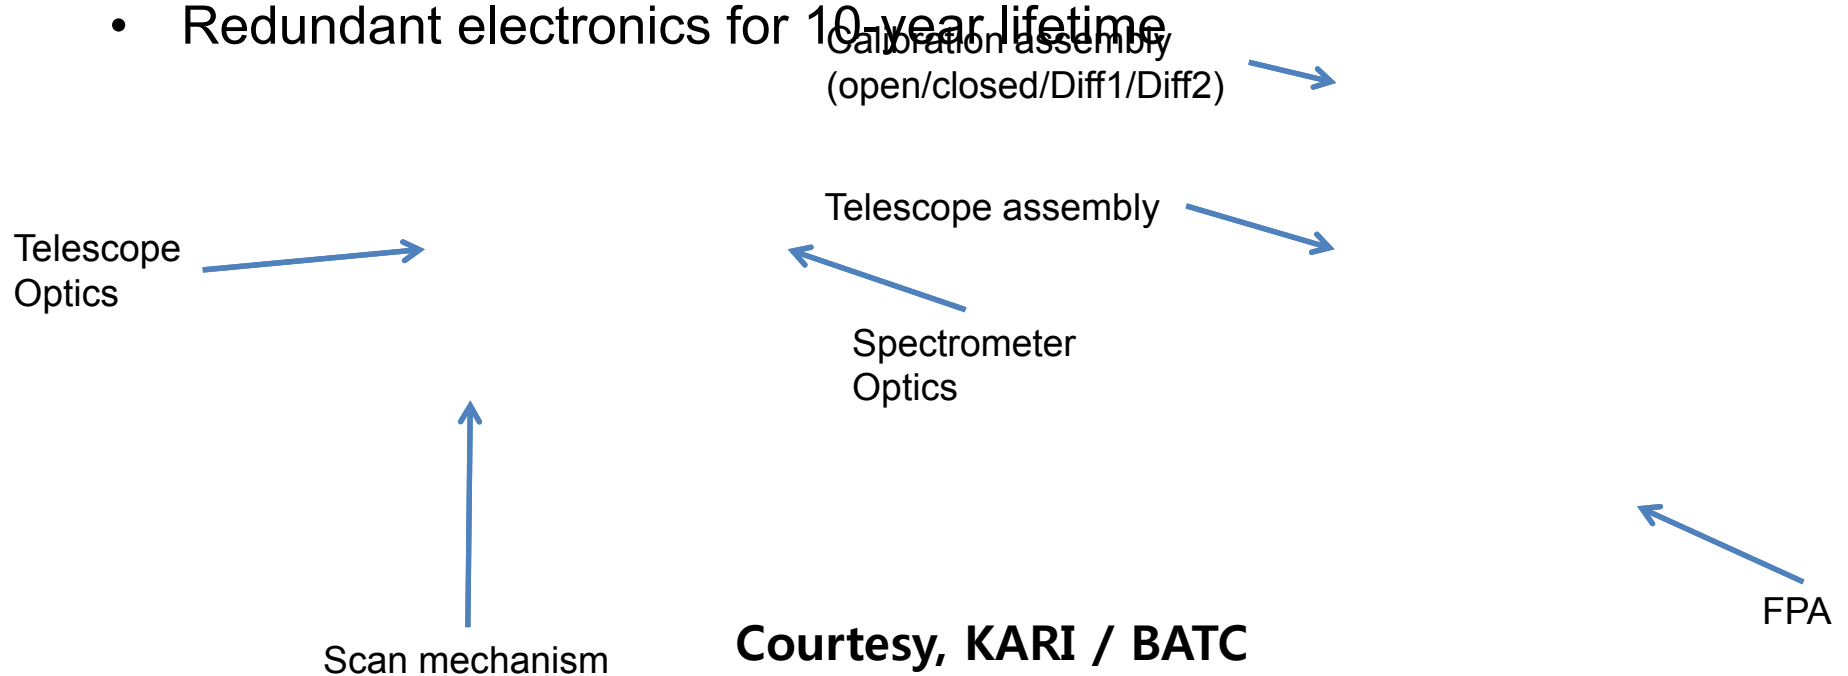 • Redundant electronics for 10-year lifetime
Calibration assembly
(open/closed/Diff1/Diff2)
Telescope assembly
Telescope
Optics
Spectrometer
Optics
FPA
Scan mechanism
Courtesy, KARI / BATC